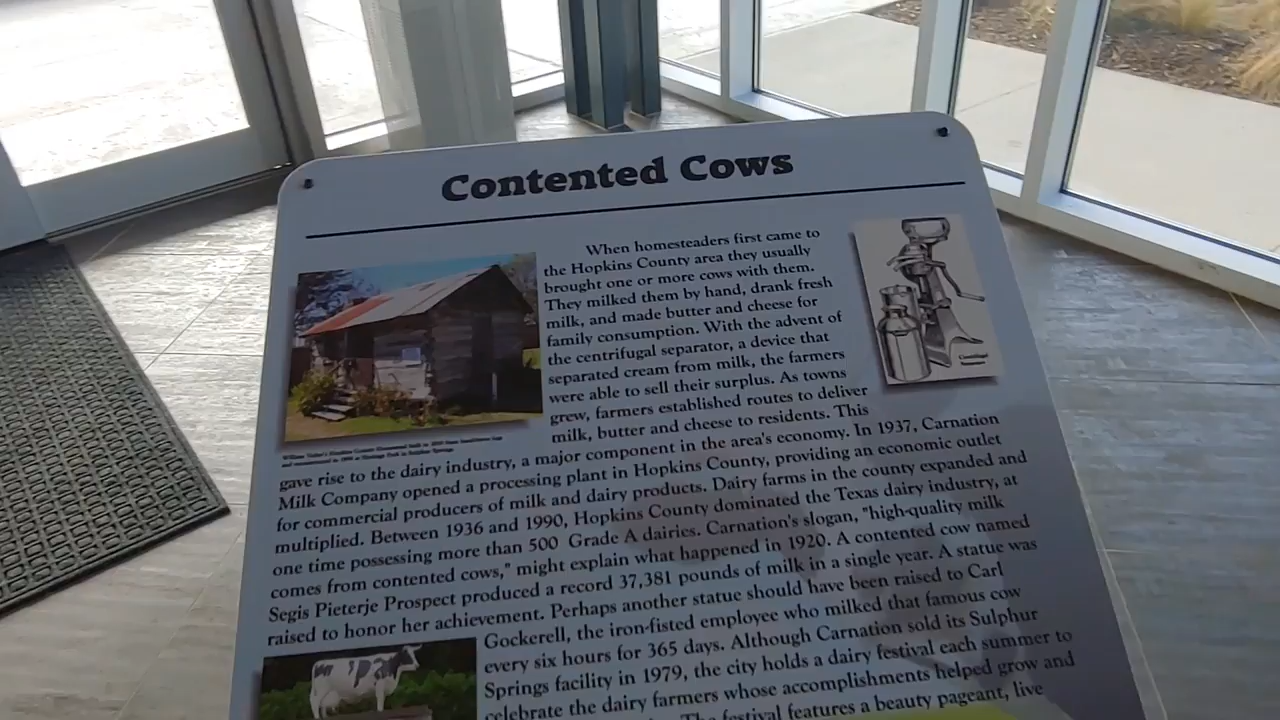 Contented Cows
When homesteaders first came to
the Hopkins County area they usually
brought one or more cows with them.
They milked them by hand, drank fresh
milk, and made butter and cheese for
family consumption. With the advent of
the centrifugal separator, a device that
separated cream from milk, the farmers
were able to sell their surplus. As towns
grew, farmers established routes to deliver
milk, butter and cheese to residents. This
gave rise to the dairy industry, a major component in the area's economy. In 1937, Carnation
Milk Company opened a processing plant in Hopkins County, providing an economic outlet
for commercial producers of milk and dairy products. Dairy farms in the county expanded and
multiplied. Between 1936 and 1990, Hopkins County dominated the Texas dairy industry, at
one time possessing more than 500 Grade A dairies. Carnation's slogan, "high-quality milk
comes from contented cows," might explain what happened in 1920. A contented cow named
Segis Pieterje Prospect produced a record 37,381 pounds of milk in a single year. A statue was
raised to honor her achievement. Perhaps another statue should have been raised to Carl
Gockerell, the iron-fisted employee who milked that famous cow
every six hours for 365 days. Although Carnation sold its Sulphur
Springs facility in 1979, the city holds a dairy festival each summer to
celebrate the dairy farmers whose accomplishments helped grow and
The festival features a beauty pageant, live